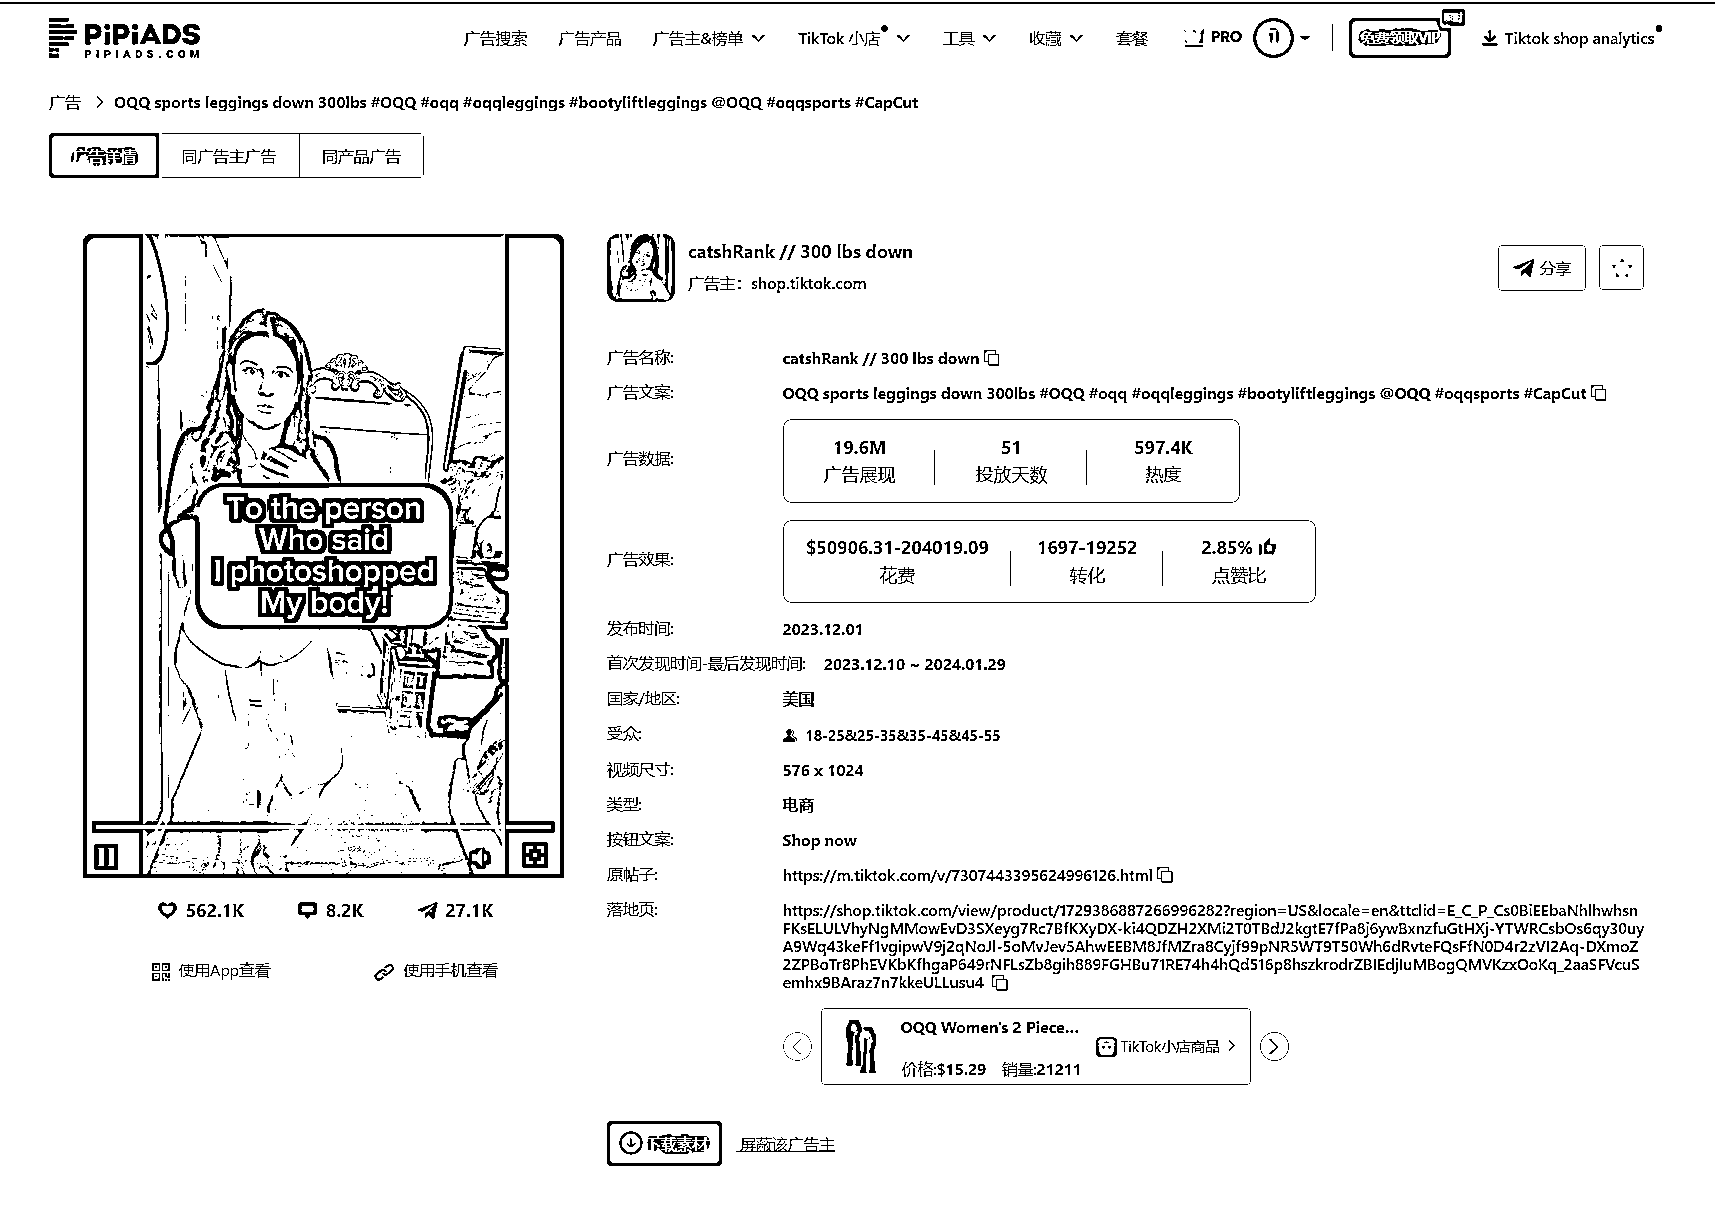 PiPiADS
PIPIADS.COM
广告搜索
广告产品
广告主&榜单
TikTok 小店
工具
收藏
套餐
PRO
免费领取VIP
Tiktok shop analytics
广告 > OQQ sports leggings down 300lbs #OQQ #oqq #oqqleggings #bootyliftleggings @OQQ #oqqsports #CapCut
同广告主广告
同产品广告
To the person
Who said
I photoshopped
My body!
562.1K
8.2K
27.1K
使用App查看
使用手机查看
catshRank // 300 lbs down
广告主: shop.tiktok.com
分享
广告名称: catshRank // 300 lbs down
广告文案: OQQ sports leggings down 300lbs #OQQ #oqq #oqqleggings #bootyliftleggings @OQQ #oqqsports #CapCut
广告数据:
19.6M 51 597.4K
广告展现 投放天数 热度
广告效果:
$50906.31-204019.09 1697-19252 2.85%
花费 转化 点赞比
发布时间: 2023.12.01
首次发现时间-最后发现时间: 2023.12.10 ~ 2024.01.29
国家/地区: 美国
受众: 18-25&25-35&35-45&45-55
视频尺寸: 576 x 1024
类型: 电商
按钮文案: Shop now
原帖子: https://m.tiktok.com/v/7307443395624996126.html
落地页: https://shop.tiktok.com/view/product/1729386887266996282?region=US&locale=en&ttclid=E_C_P_Cs0BiEEbaNhlhwhsn
FKsELULVhyNgMMowEvD3SXeyg7Rc7BfKXyDX-ki4QDZH2XMi2T0TBdJ2kgtE7fPa8j6ywBxnzfuGtHXj-YTWRCsbOs6qy30uy
A9Wq43keFf1vgipwV9j2qNoJl-5oMvJev5AhwEEBM8JfMZra8Cyjf99pNR5WT9T50Wh6dRvteFQsFfN0D4r2zVI2Aq-DXmoZ
2ZPBoTr8PhEVKbKfhgaP649rNFLsZb8gih889FGHBu71RE74h4hQd516p8hszkrodrZBIEdjIuMBogQMVKzxOoKq_2aaSFVcuS
emhx9BAraz7n7kkeULLusu4
OQQ Women's 2 Piece...
价格:$15.29 销量:21211
TikTok小店商品
下载素材
屏蔽该广告主